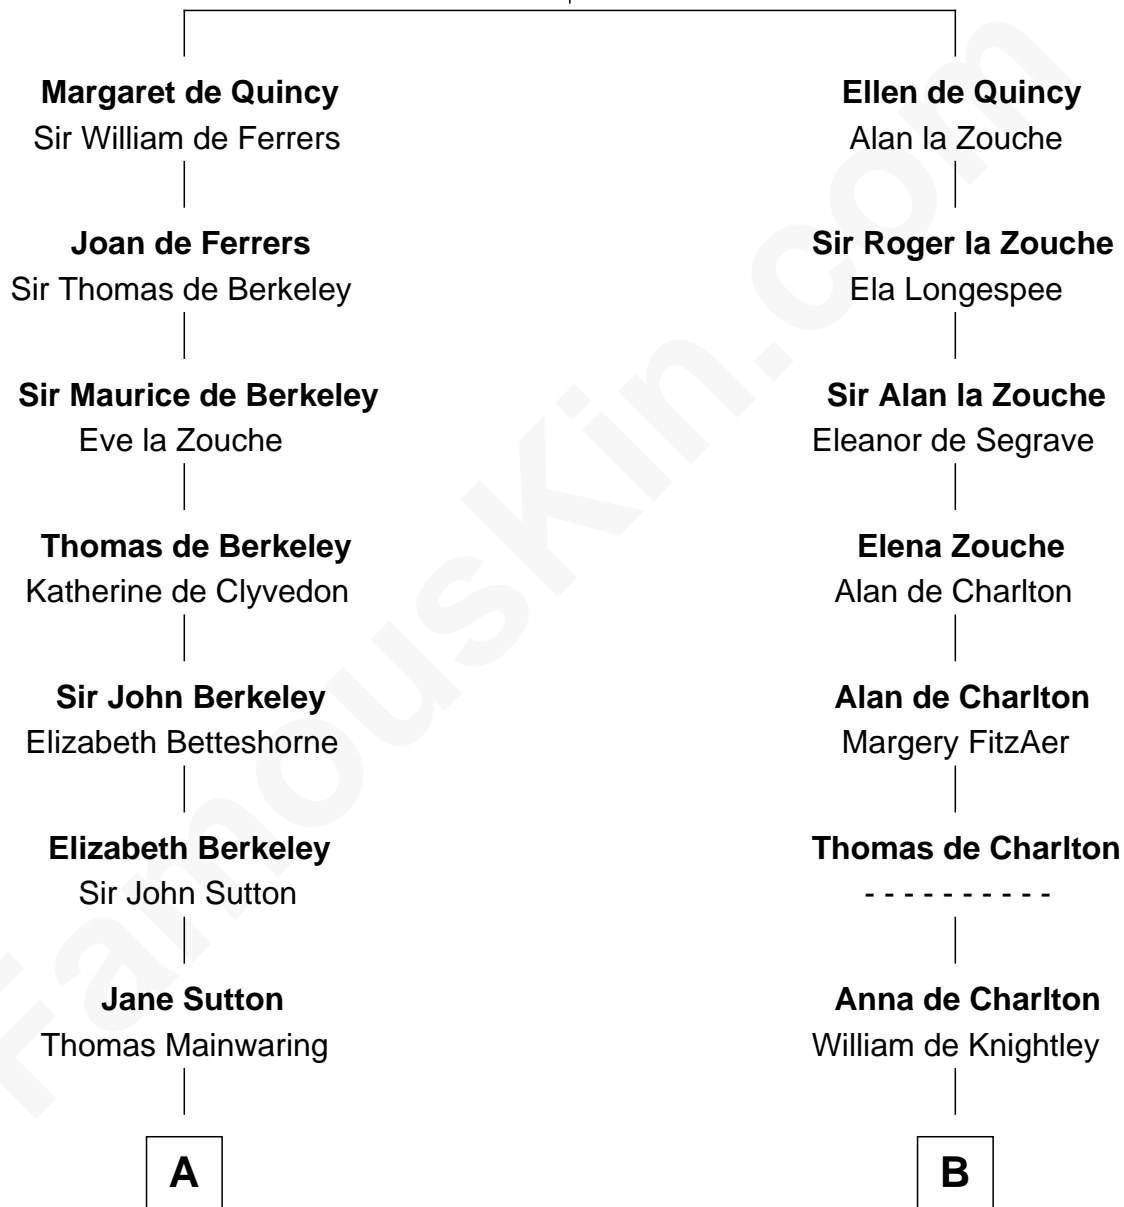 Margaret de Quincy
Sir William de Ferrers
Joan de Ferrers
Sir Thomas de Berkeley
Sir Maurice de Berkeley
Eve la Zouche
Thomas de Berkeley
Katherine de Clyvedon
Sir John Berkeley
Elizabeth Betteshorne
Elizabeth Berkeley
Sir John Sutton
Jane Sutton
Thomas Mainwaring
A
Ellen de Quincy
Alan la Zouche
Sir Roger la Zouche
Ela Longespee
Sir Alan la Zouche
Eleanor de Segrave
Elena Zouche
Alan de Charlton
Alan de Charlton
Margery FitzAer
Thomas de Charlton
- - - - - - - - - -
Anna de Charlton
William de Knightley
B
FamousKin.com